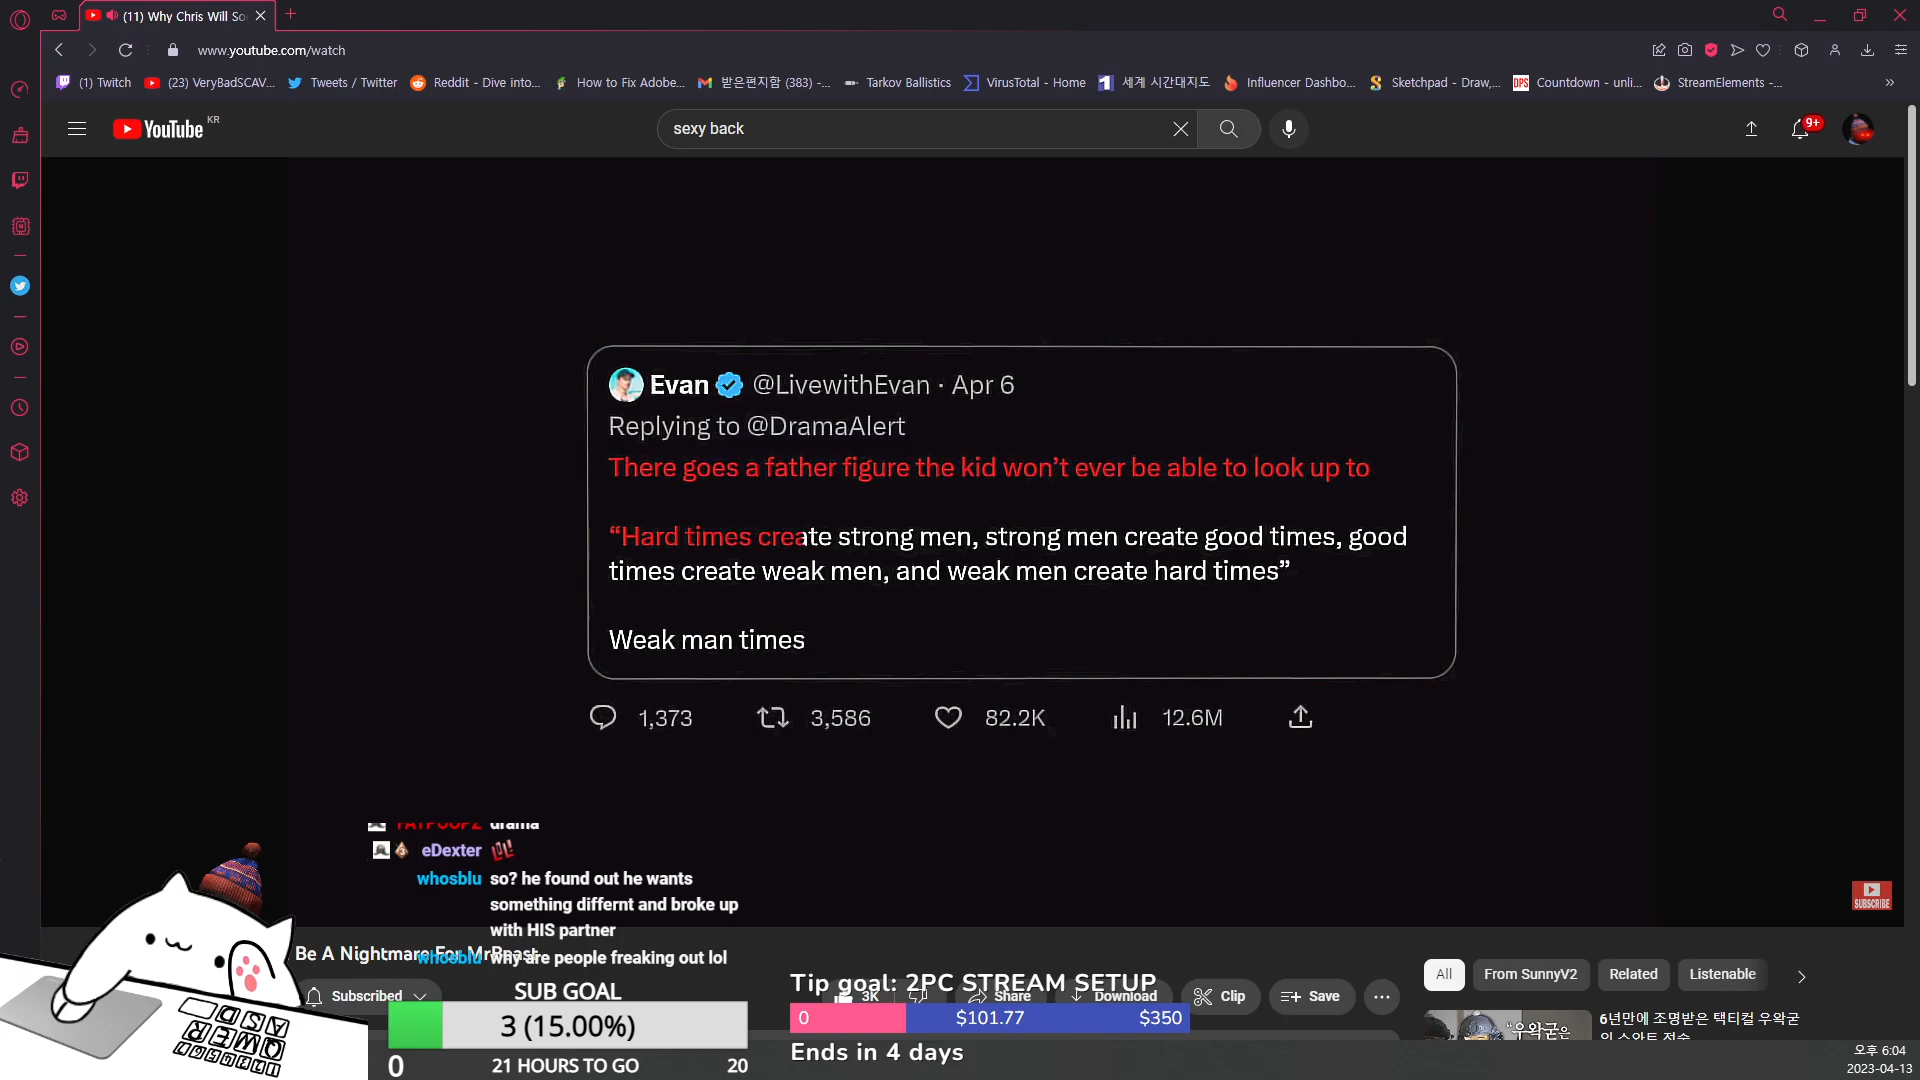 (11) Why Chris Will So
www.youtube.com/watch
(1) Twitch
(23) VeryBadSCAV...
Tweets / Twitter
Reddit - Dive into...
How to Fix Adobe...
받은편지함 (383) -...
Tarkov Ballistics
VirusTotal - Home
세계 시간대지도
Influencer Dashbo...
Sketchpad - Draw,...
DPS
Countdown - unli...
StreamElements -...
YouTube KR
sexy back
9+
Evan @LivewithEvan · Apr 6
Replying to @DramaAlert
There goes a father figure the kid won’t ever be able to look up to
“Hard times create strong men, strong men create good times, good
times create weak men, and weak men create hard times”
Weak man times
1,373
3,586
82.2K
12.6M
drama
eDexter LUL
whosblu so? he found out he wants
something differnt and broke up
with HIS partner
whosblu why are people freaking out lol
SUBSCRIBE
Be A Nightmare For MrBeast
Subscribed
3K
Share
Download
Clip
Save
All
From SunnyV2
Related
Listenable
SUB GOAL
3 (15.00%)
0
21 HOURS TO GO
20
Tip goal: 2PC STREAM SETUP
0
$101.77
$350
Ends in 4 days
"우왁굳은
6년만에 조명받은 택티컬 우왁굳
오후 6:04
2023-04-13